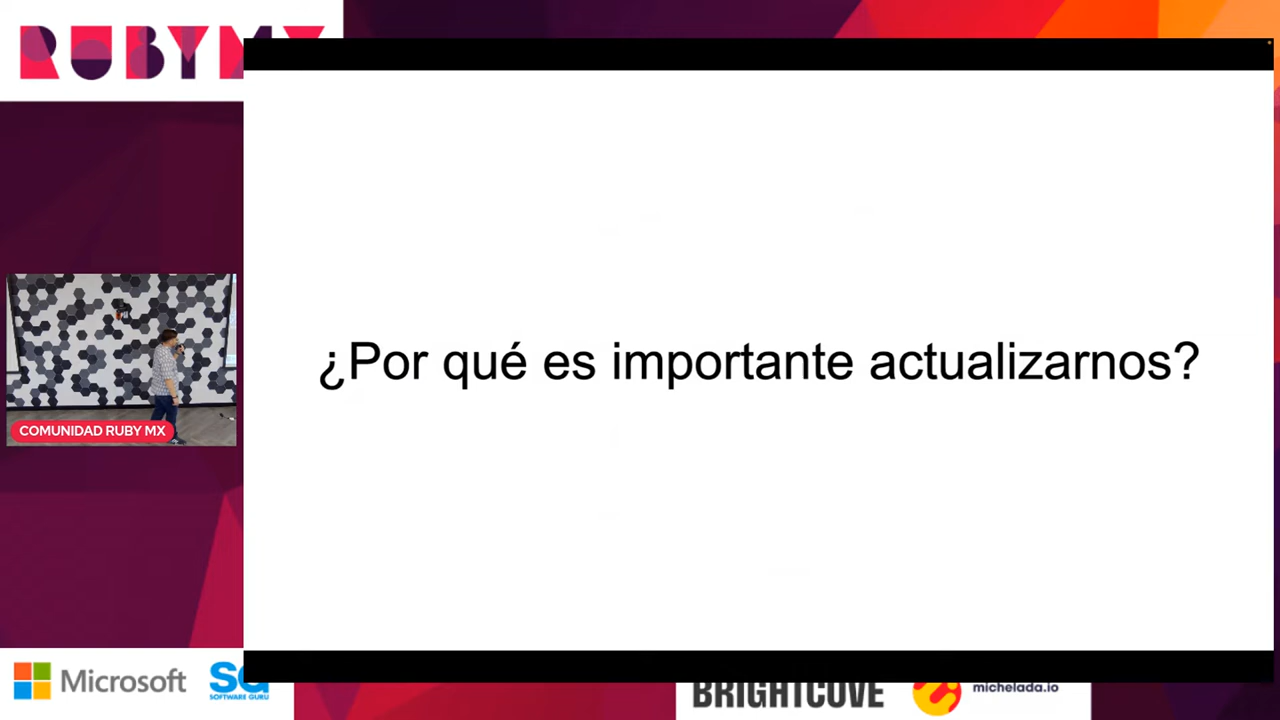 RUBYMX
¿Por qué es importante actualizarnos?
COMUNIDAD RUBY MX
Microsoft
SG
SOFTWARE GURU
BRIGHTCOVE
michelada.io